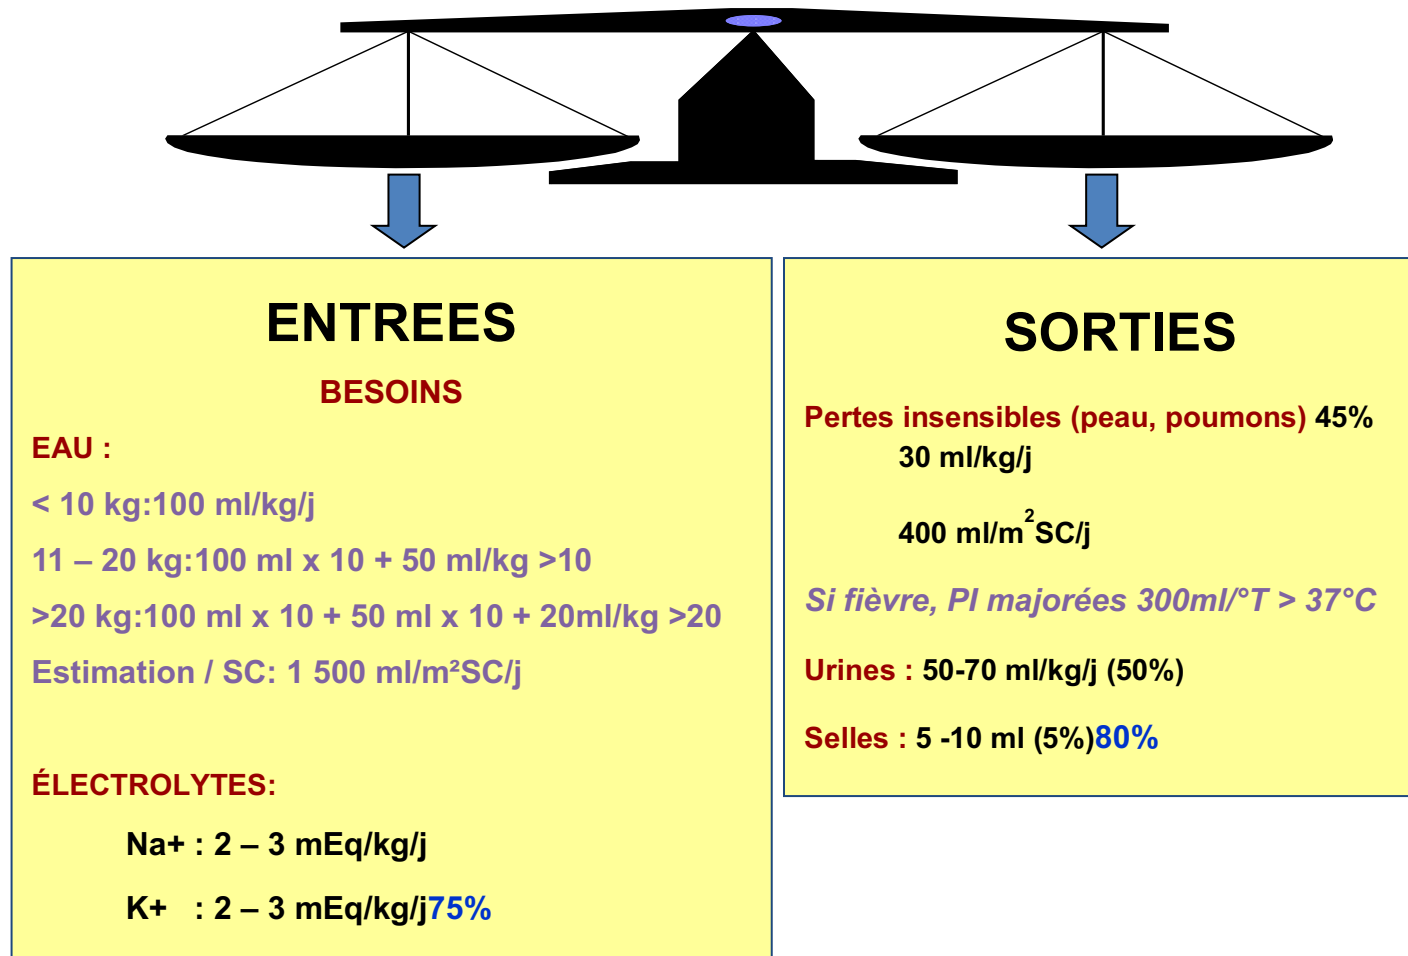 ENTREES
BESOINS
EAU :
< 10 kg:100 ml/kg/j
11 – 20 kg:100 ml x 10 + 50 ml/kg >10
>20 kg:100 ml x 10 + 50 ml x 10 + 20ml/kg >20
Estimation / SC: 1 500 ml/m²SC/j
ÉLECTROLYTES:
Na+ : 2 – 3 mEq/kg/j
K+ : 2 – 3 mEq/kg/j75%
SORTIES
Pertes insensibles (peau, poumons) 45%
30 ml/kg/j
400 ml/m²SC/j
Si fièvre, PI majorées 300ml/°T > 37°C
Urines : 50-70 ml/kg/j (50%)
Selles : 5 -10 ml (5%)80%